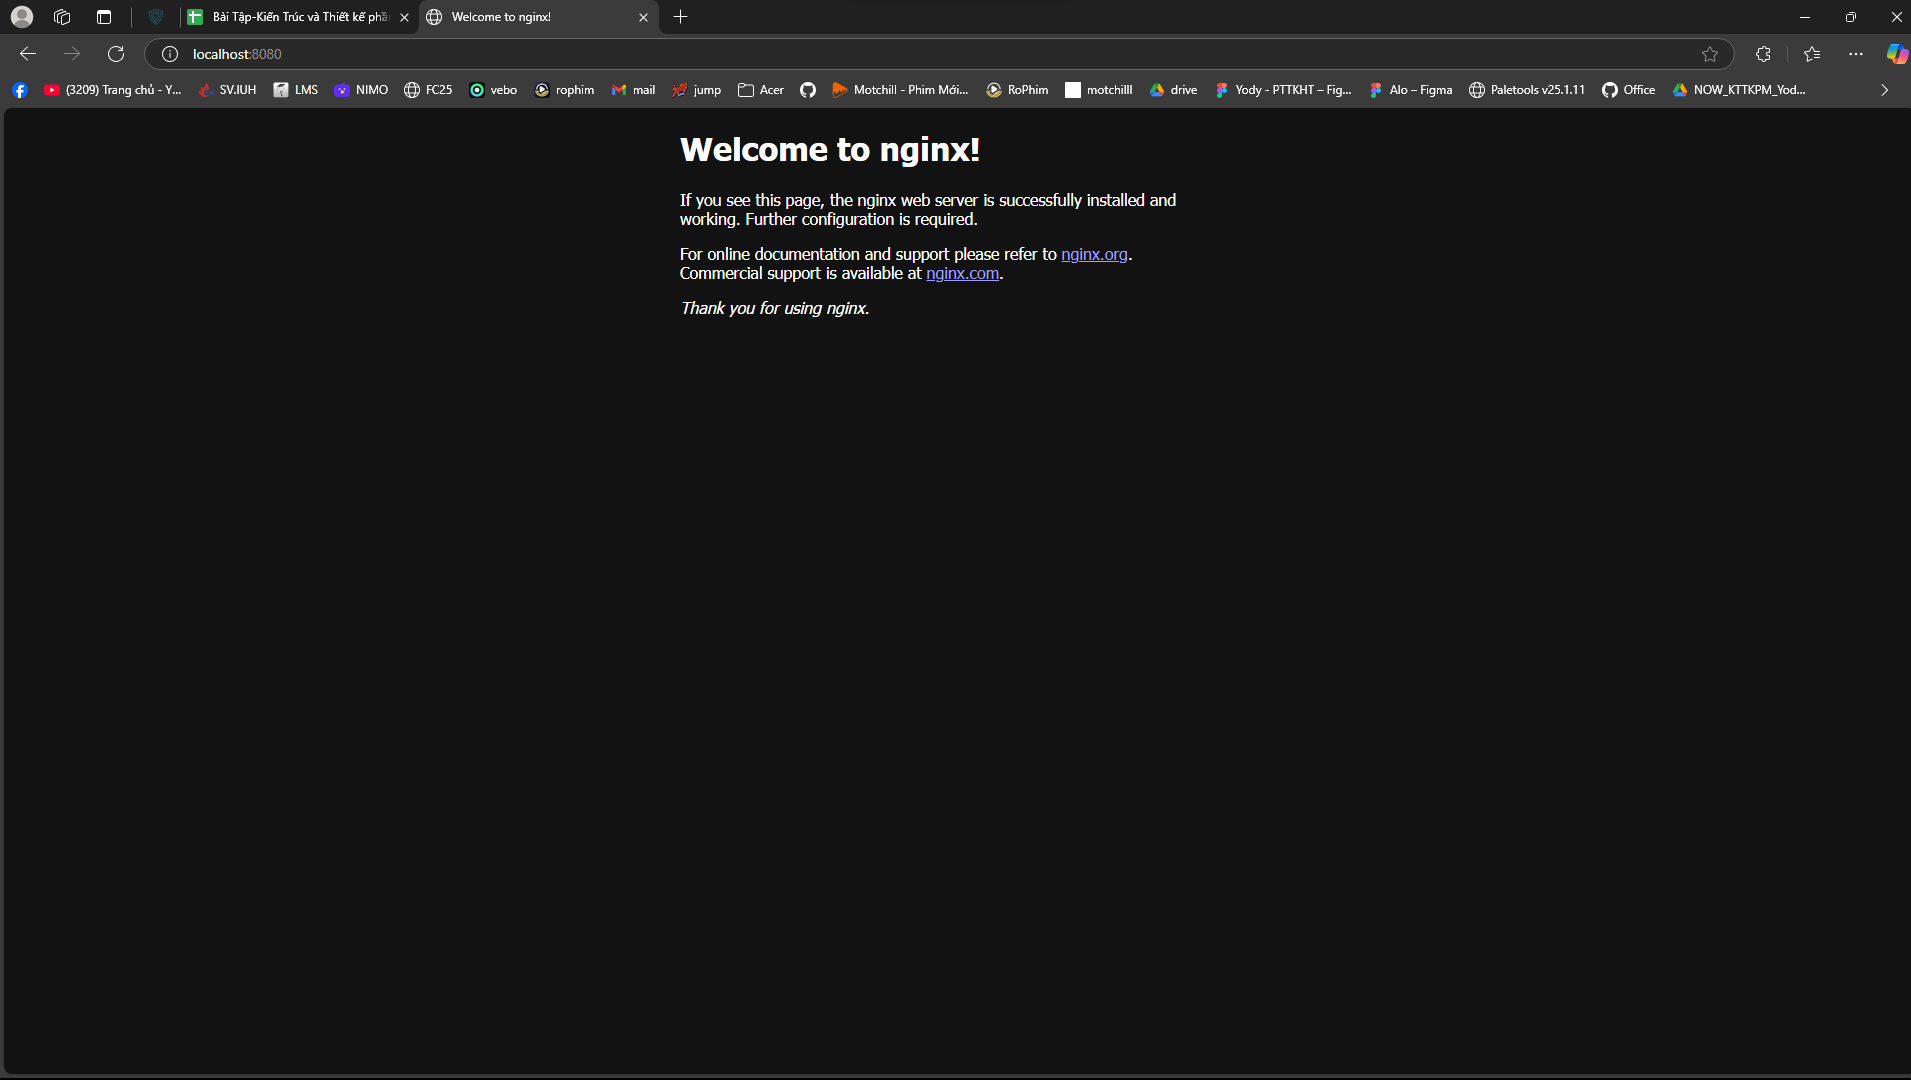 Bài Tập-Kiến Trúc và Thiết kế phầ
Welcome to nginx!
localhost:8080
(3209) Trang chủ - Y...
SV.IUH
LMS
NIMO
FC25
vebo
rophim
mail
jump
Acer
Motchill - Phim Mới...
RoPhim
motchilll
drive
Yody - PTTKHT – Fig...
Alo – Figma
Paletools v25.1.11
Office
NOW_KTTKPM_Yod...
Welcome to nginx!
If you see this page, the nginx web server is successfully installed and
working. Further configuration is required.
For online documentation and support please refer to nginx.org.
Commercial support is available at nginx.com.
Thank you for using nginx.